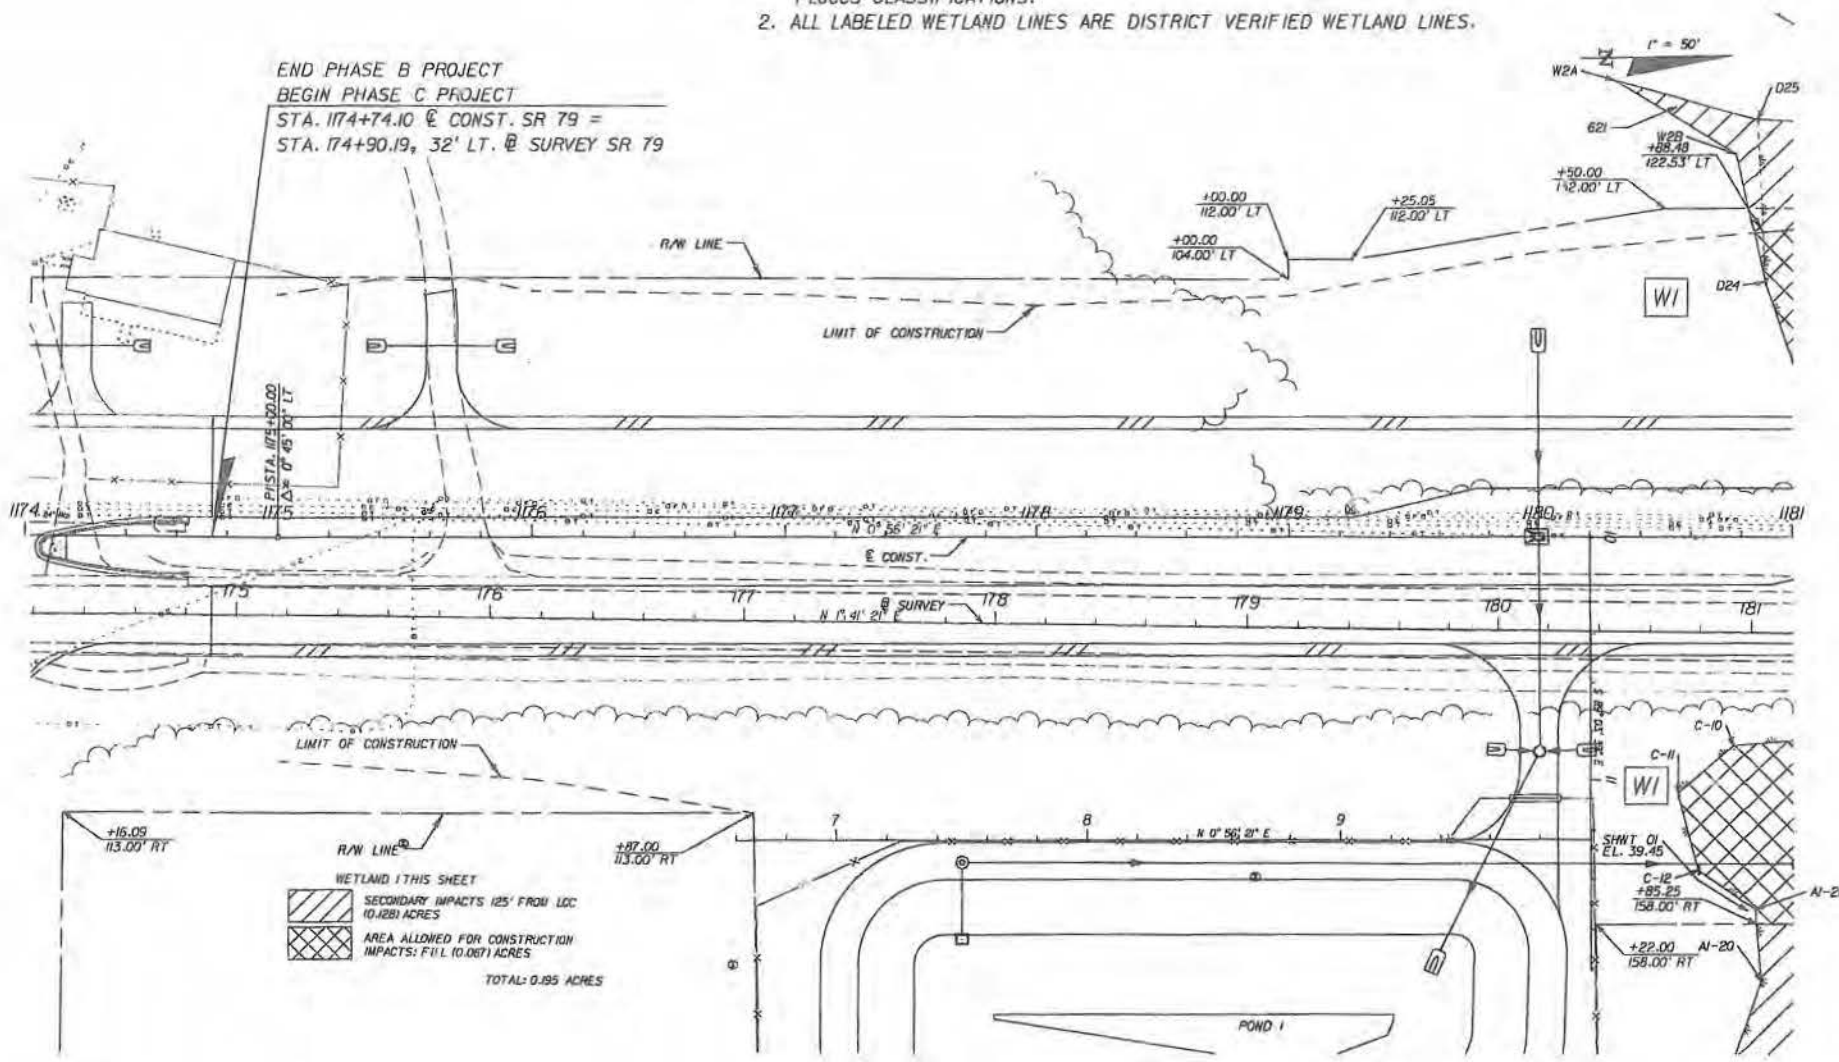 2. ALL LABELED WETLAND LINES ARE DISTRICT VERIFIED WETLAND LINES.
1" = 50'
N
END PHASE B PROJECT
BEGIN PHASE C PROJECT
STA. 1174+74.10 ℄ CONST. SR 79 =
STA. 174+90.19, 32' LT. SURVEY SR 79
W2A
D25
621
W2B
+88.48
122.53' LT
+50.00
LT
+00.00
112.00' LT
+25.05
112.00' LT
+00.00
104.00' LT
R/W LINE
W1
D24
LIMIT OF CONSTRUCTION
PI STA. 1175+00.00
Δ = 0° 45' 00" LT
1174
1175
1176
1177
1178
1179
1180
1181
N 0° 56' 21" E
℄ CONST.
10
175
176
177
178
179
180
181
SURVEY
N 1° 41' 21" E
LIMIT OF CONSTRUCTION
C-10
C-11
W1
11
+16.09
113.00' RT
R/W LINE
+87.00
113.00' RT
7
8
9
N 0° 56' 21" E
SHWT 01
EL. 39.45
C-12
+85.25
158.00' RT
+22.00
158.00' RT
A1-20
WETLAND 1 THIS SHEET
SECONDARY IMPACTS 125' FROM LOC
(0.128) ACRES
AREA ALLOWED FOR CONSTRUCTION
IMPACTS: FILL (0.067) ACRES
TOTAL: 0.195 ACRES
POND 1